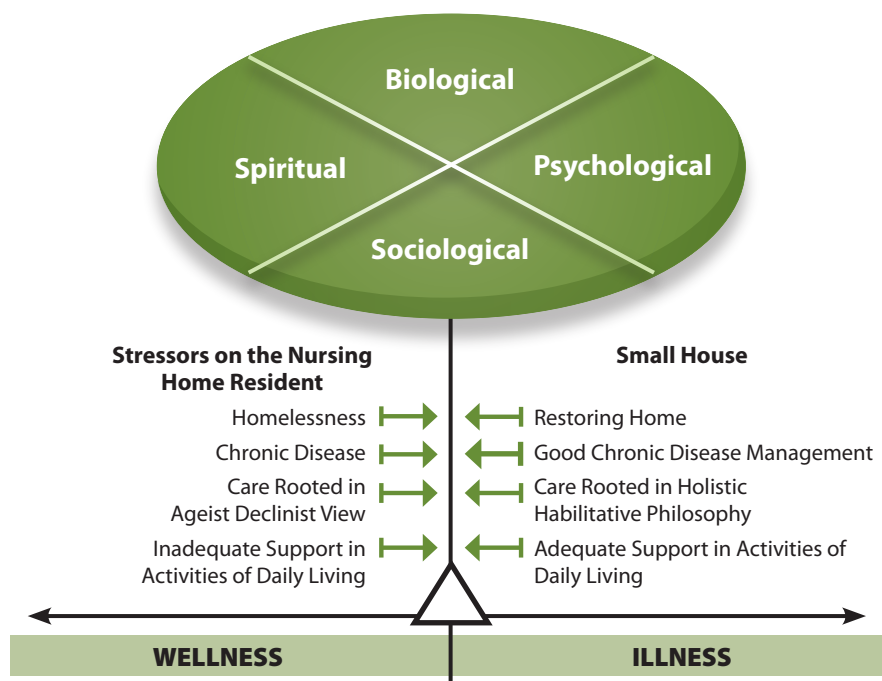 Biological
Spiritual
Psychological
Sociological
Stressors on the Nursing
Home Resident
Homelessness
Chronic Disease
Care Rooted in
Ageist Declinist View
Inadequate Support in
Activities of Daily Living
Small House
Restoring Home
Good Chronic Disease Management
Care Rooted in Holistic
Habilitative Philosophy
Adequate Support in Activities of
Daily Living
WELLNESS
ILLNESS